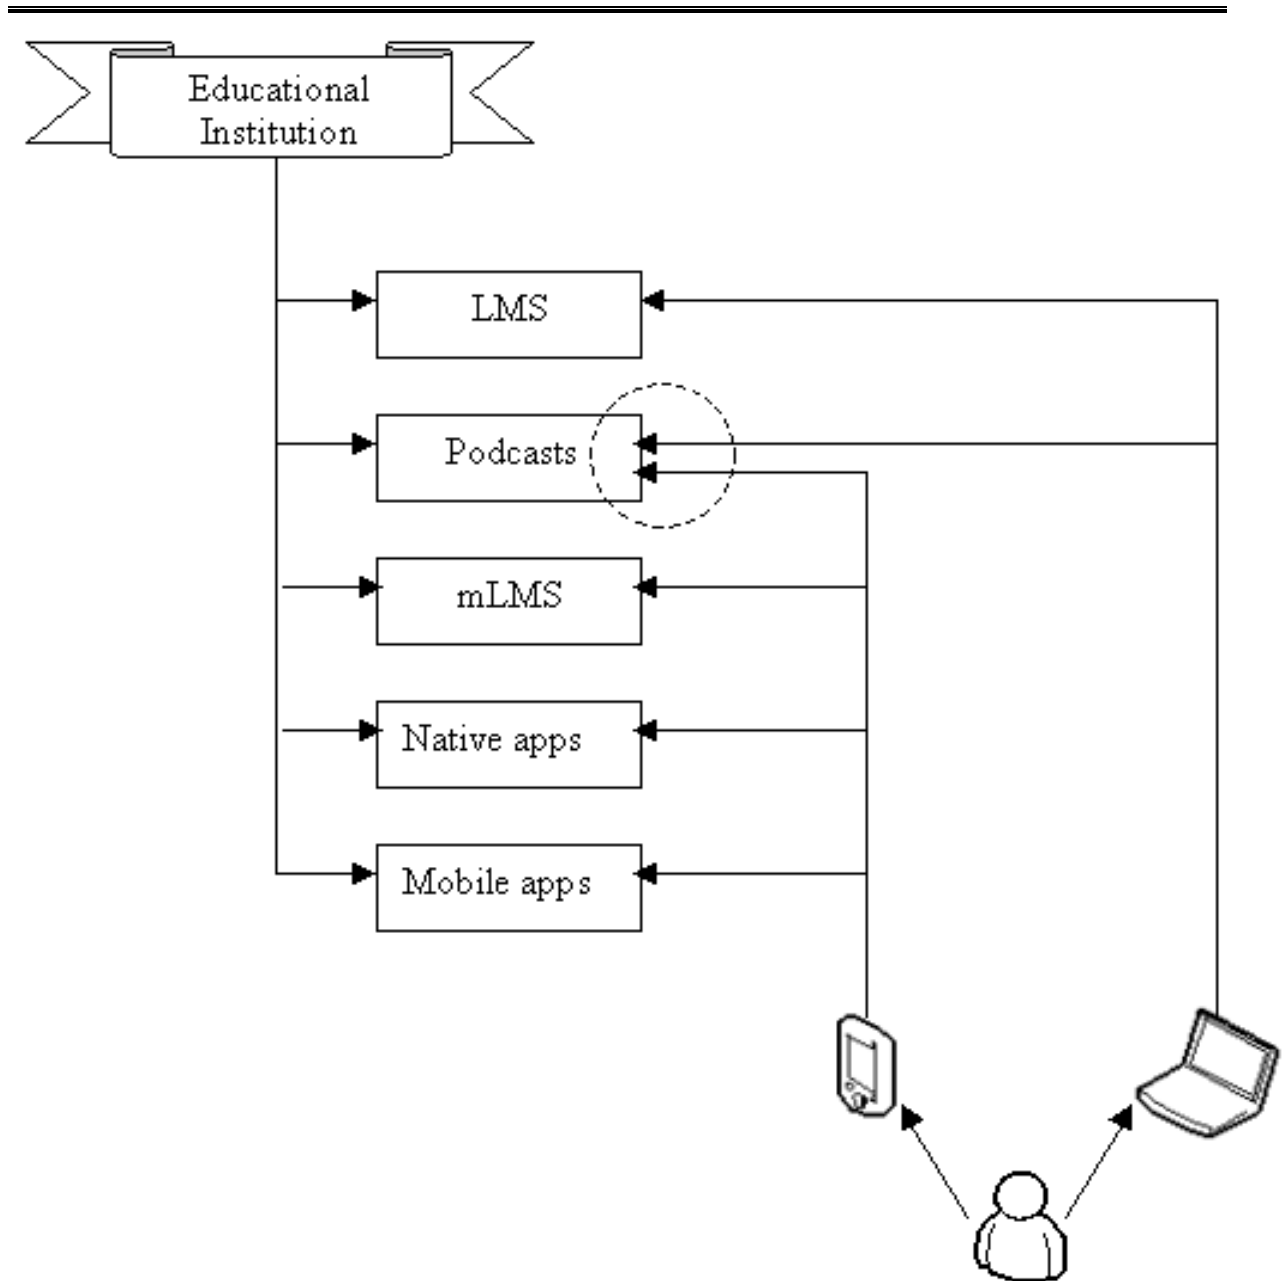 Educational
Institution
LMS
Podcasts
mLMS
Native apps
Mobile apps